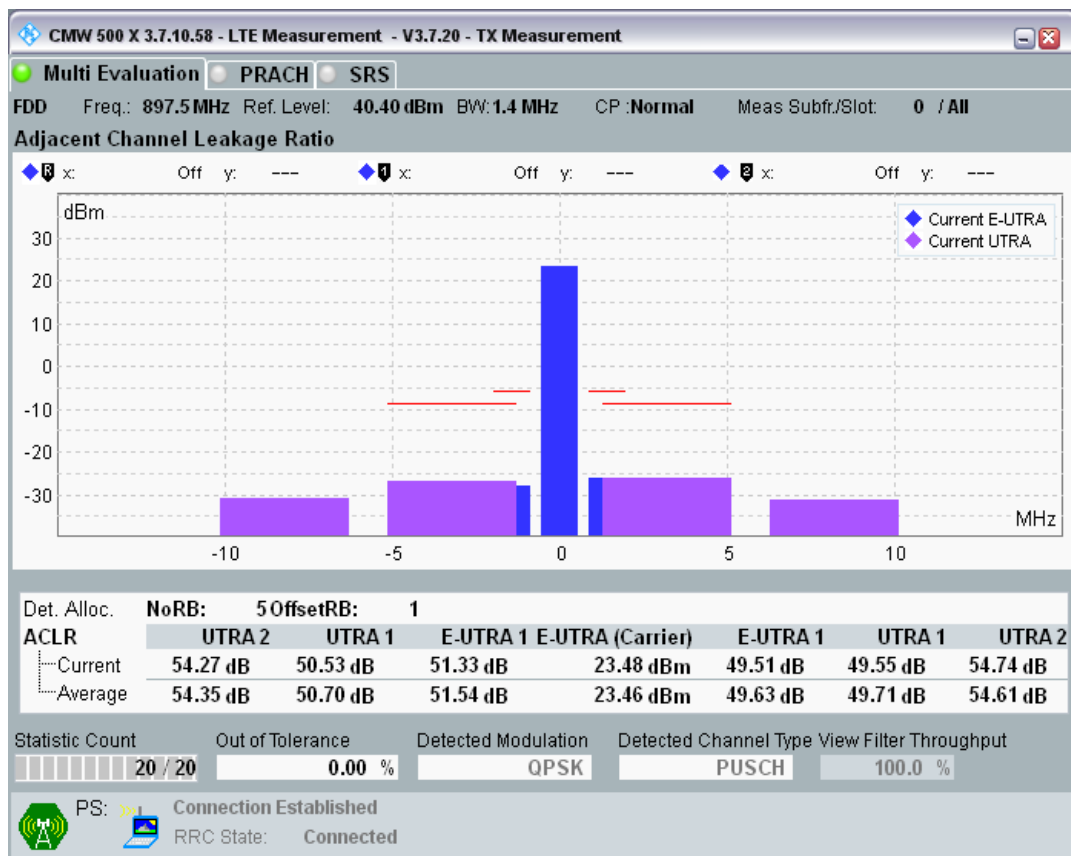 CMW 500 X 3.7.10.58 - LTE Measurement - V3.7.20 - TX Measurement
Multi Evaluation PRACH SRS
FDD Freq.: 897.5 MHz Ref. Level: 40.40 dBm BW: 1.4 MHz CP :Normal Meas Subfr./Slot: 0 / All
Adjacent Channel Leakage Ratio
R x: Off y: --- 1 x: Off y: --- 2 x: Off y: ---
dBm
Current E-UTRA
Current UTRA
30
20
10
0
-10
-20
-30
MHz
-10 -5 0 5 10
Det. Alloc. NoRB: 5 OffsetRB: 1
ACLR UTRA 2 UTRA 1 E-UTRA 1 E-UTRA (Carrier) E-UTRA 1 UTRA 1 UTRA 2
Current 54.27 dB 50.53 dB 51.33 dB 23.48 dBm 49.51 dB 49.55 dB 54.74 dB
Average 54.35 dB 50.70 dB 51.54 dB 23.46 dBm 49.63 dB 49.71 dB 54.61 dB
Statistic Count Out of Tolerance Detected Modulation Detected Channel Type View Filter Throughput
20 / 20 0.00 % QPSK PUSCH 100.0 %
PS: Connection Established
RRC State: Connected